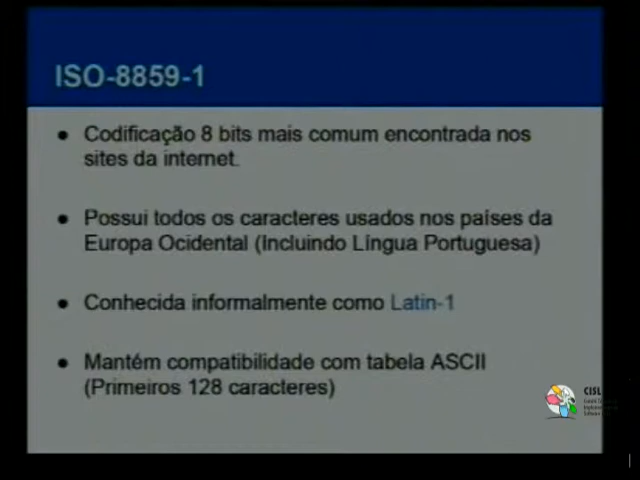 ISO-8859-1
● Codificação 8 bits mais comum encontrada nos
sites da internet.
● Possui todos os caracteres usados nos países da
Europa Ocidental (Incluindo Língua Portuguesa)
● Conhecida informalmente como Latin-1
● Mantém compatibilidade com tabela ASCII
(Primeiros 128 caracteres)
CISL